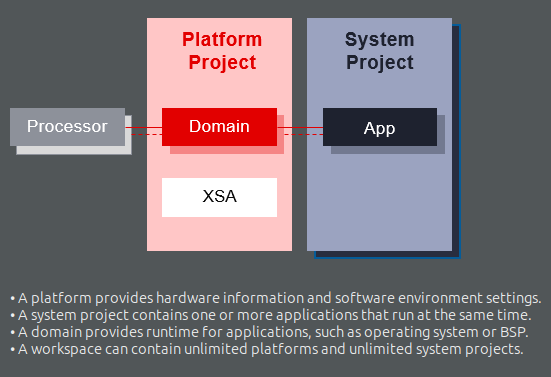 Platform
Project
System
Project
Processor
Domain
App
XSA
• A platform provides hardware information and software environment settings.
• A system project contains one or more applications that run at the same time.
• A domain provides runtime for applications, such as operating system or BSP.
• A workspace can contain unlimited platforms and unlimited system projects.